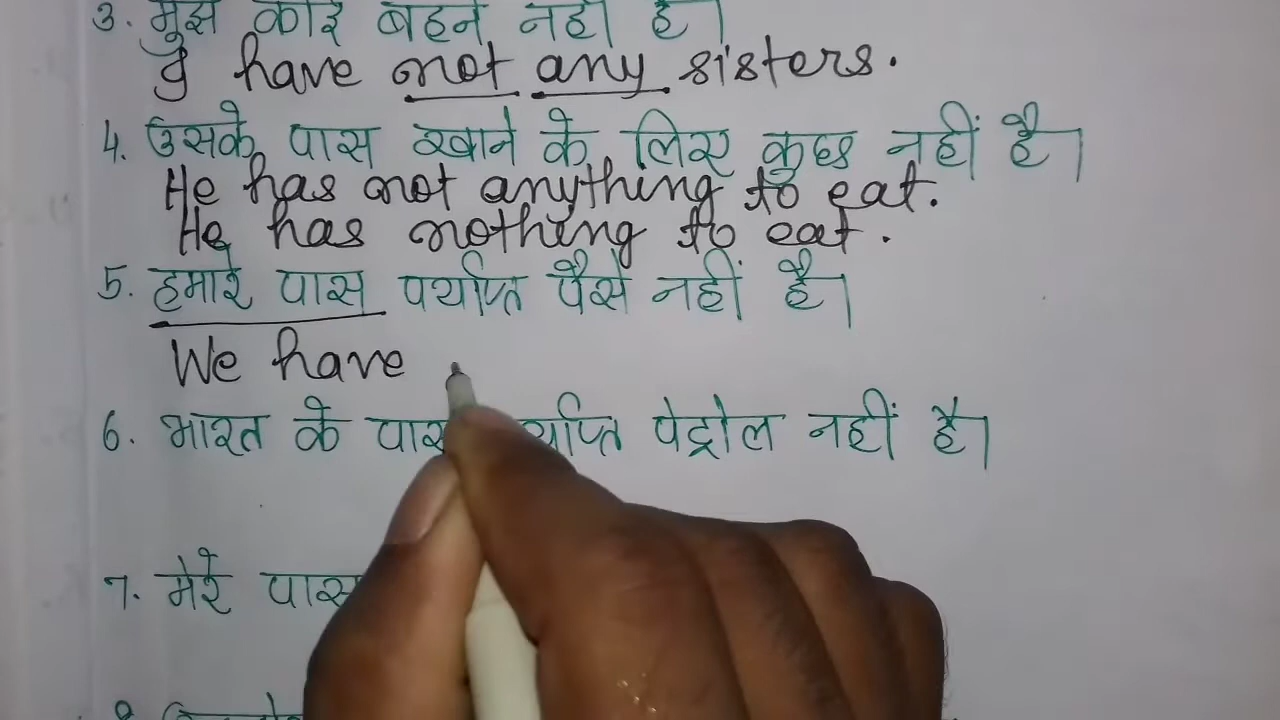 3. मुझे कोई बहन नहीं है।
I have not any sisters.
4. उसके पास खाने के लिए कुछ नहीं है।
He has not anything to eat.
He has nothing to eat.
5. हमारे पास पर्याप्त पैसे नहीं है।
We have
6. भारत के पास पेट्रोल नहीं है।
7. मेरे पास
8.